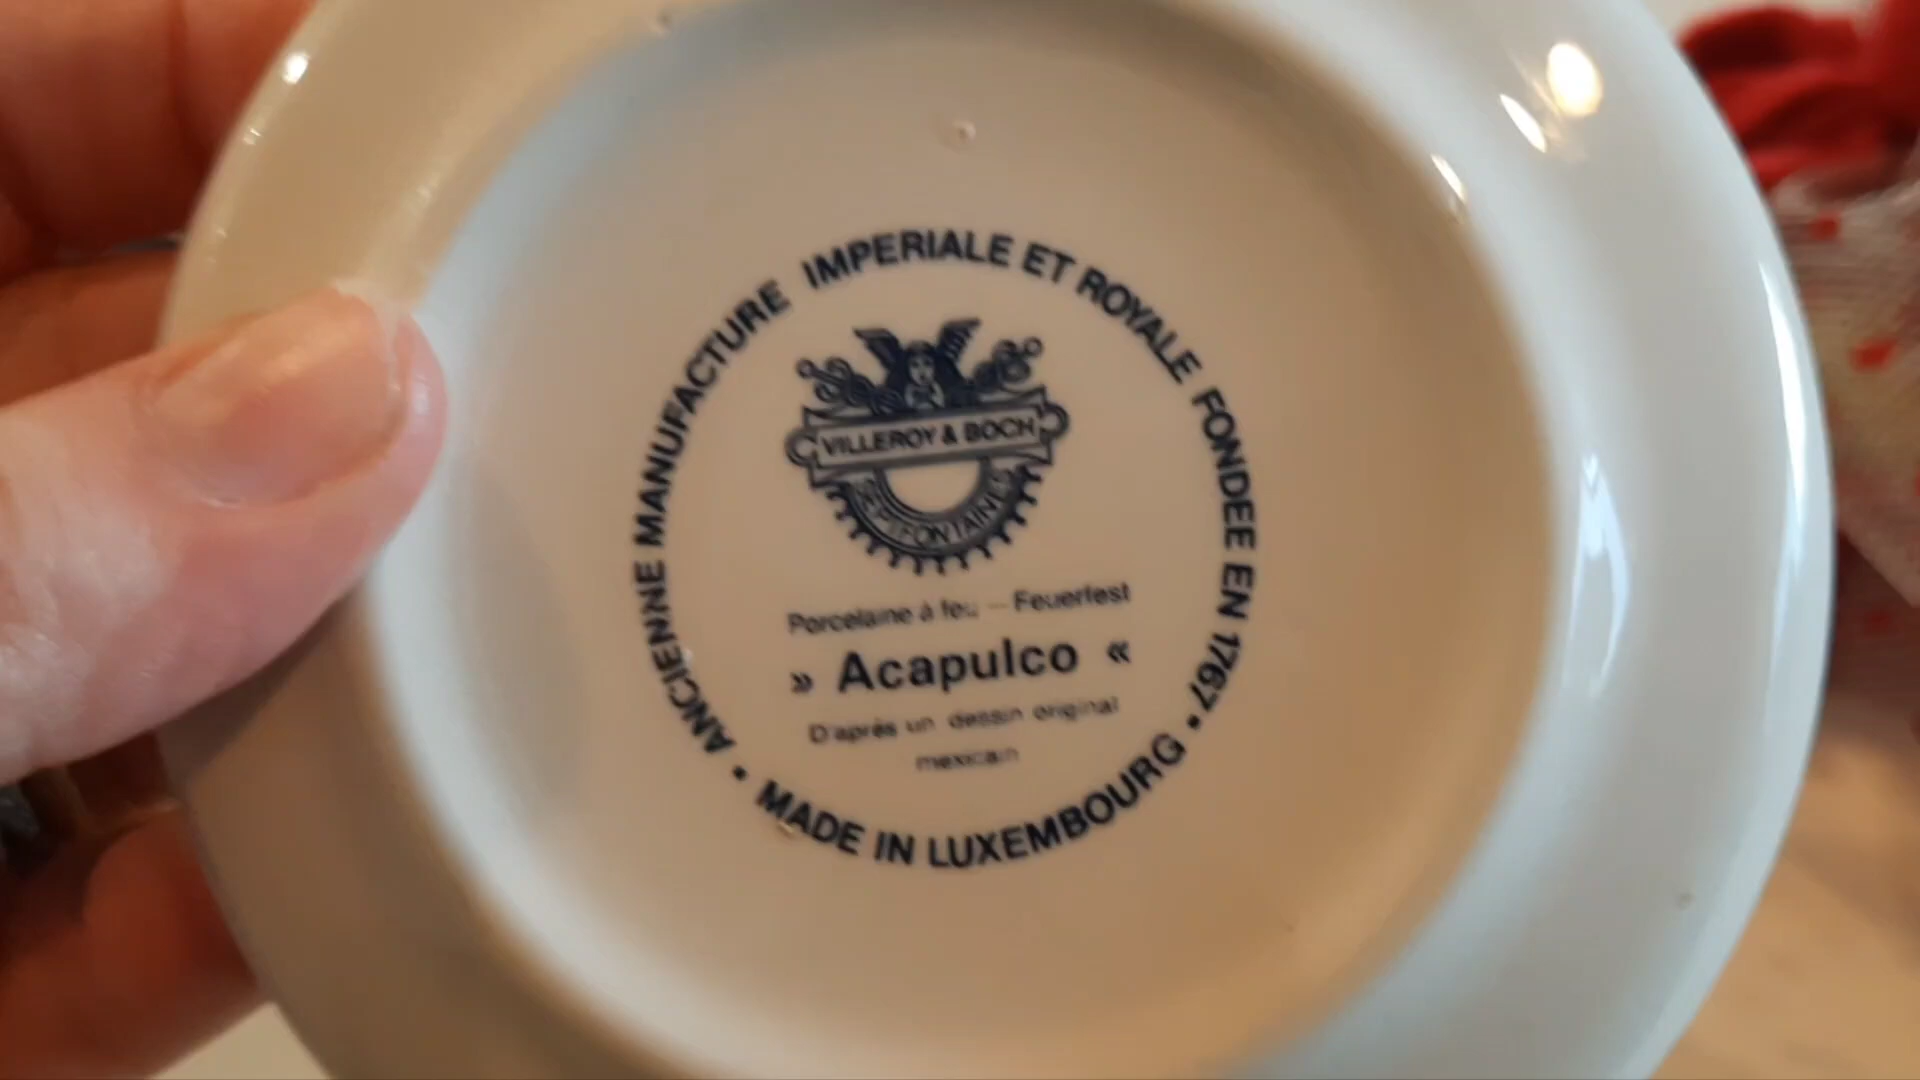 ANCIENNE MANUFACTURE IMPERIALE ET ROYALE FONDEE EN 1767 •
VILLEROY & BOCH
SEPTFONTAINES
Porcelaine à feu — Feuerfest
» Acapulco «
D'après un dessin original
mexicain
• MADE IN LUXEMBOURG